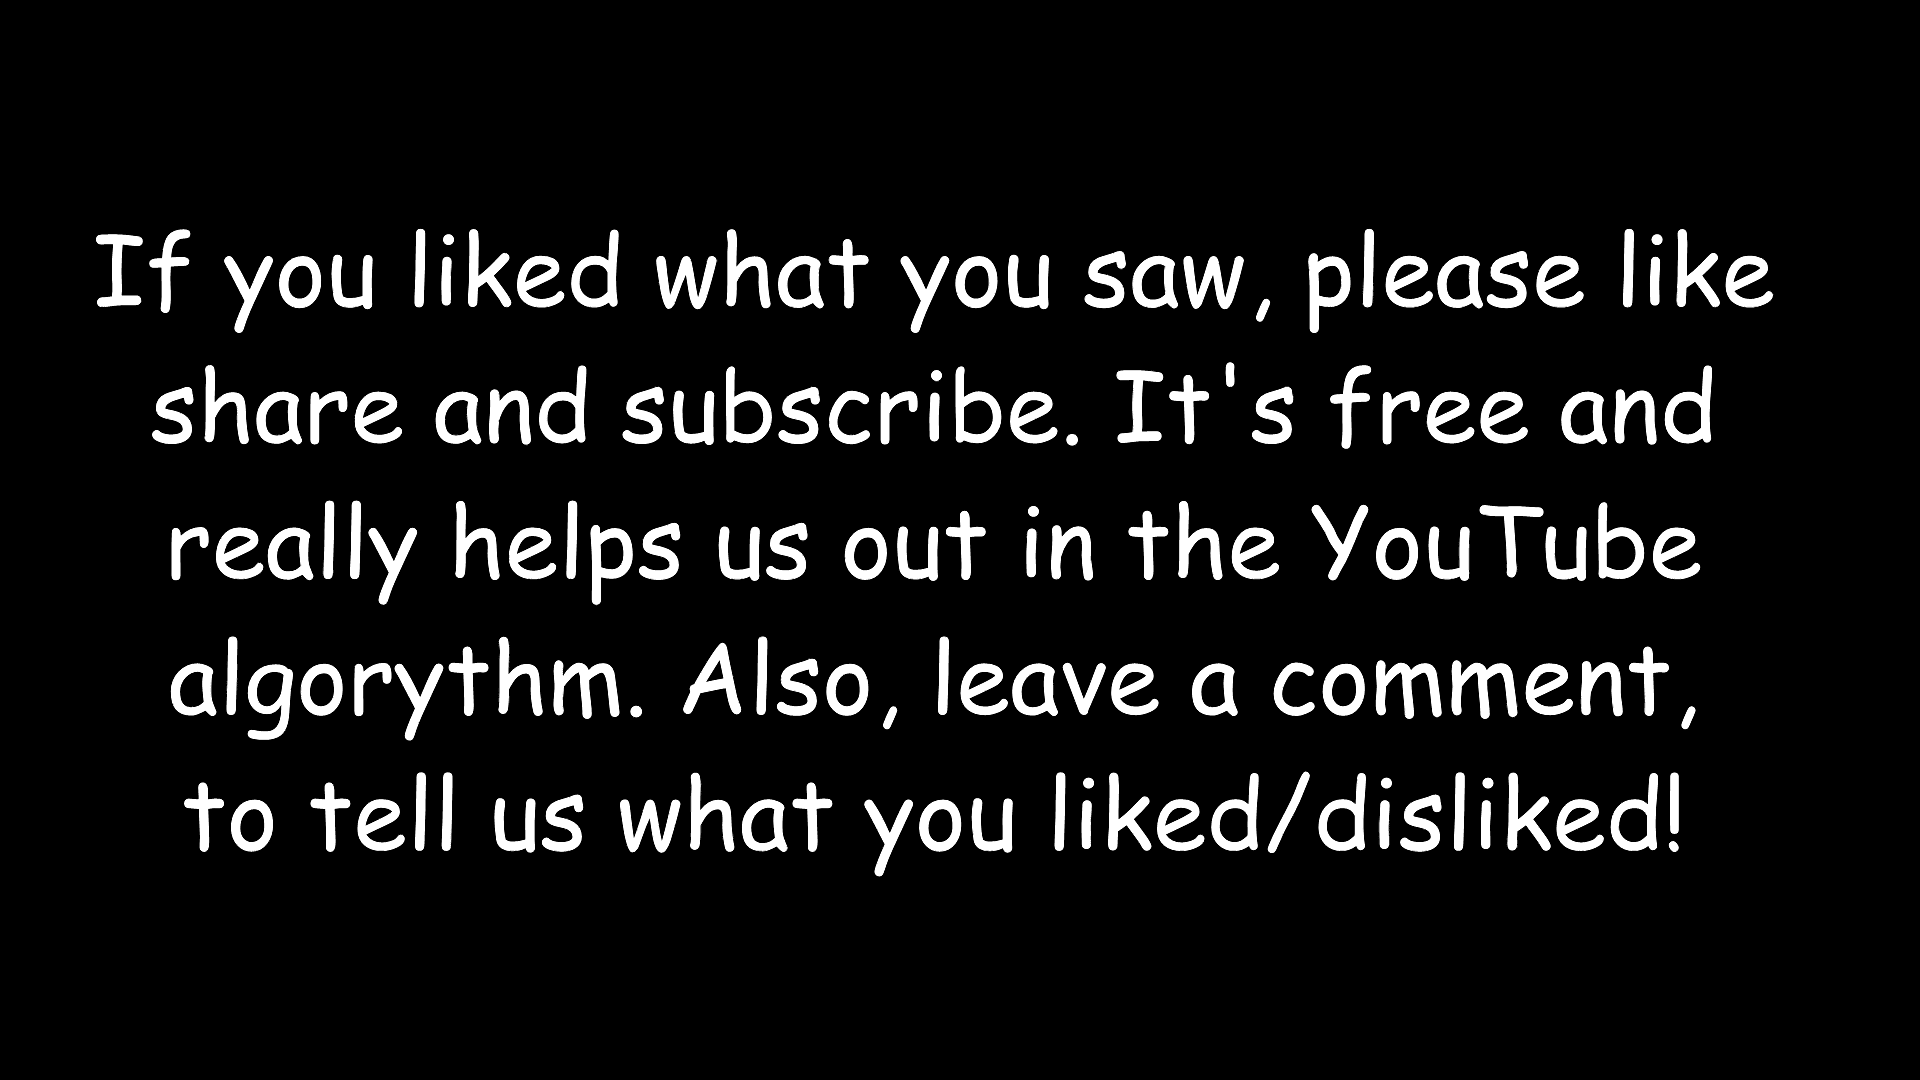 If you liked what you saw, please like
share and subscribe. It's free and
really helps us out in the YouTube
algorythm. Also, leave a comment,
to tell us what you liked/disliked!